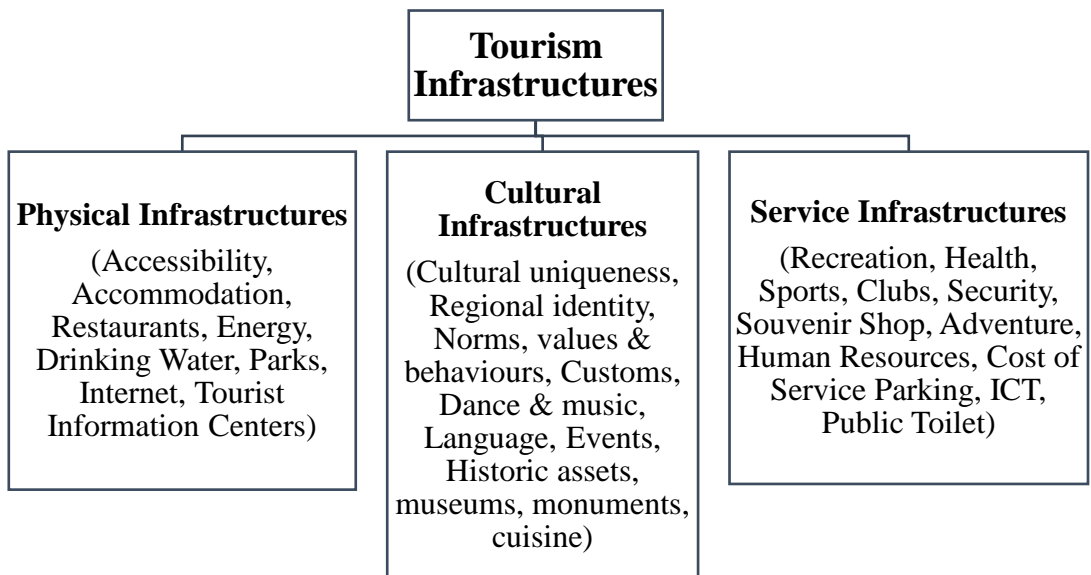 Tourism
Infrastructures
Physical Infrastructures
(Accessibility,
Accommodation,
Restaurants, Energy,
Drinking Water, Parks,
Internet, Tourist
Information Centers)
Cultural
Infrastructures
(Cultural uniqueness,
Regional identity,
Norms, values &
behaviours, Customs,
Dance & music,
Language, Events,
Historic assets,
museums, monuments,
cuisine)
Service Infrastructures
(Recreation, Health,
Sports, Clubs, Security,
Souvenir Shop, Adventure,
Human Resources, Cost of
Service Parking, ICT,
Public Toilet)